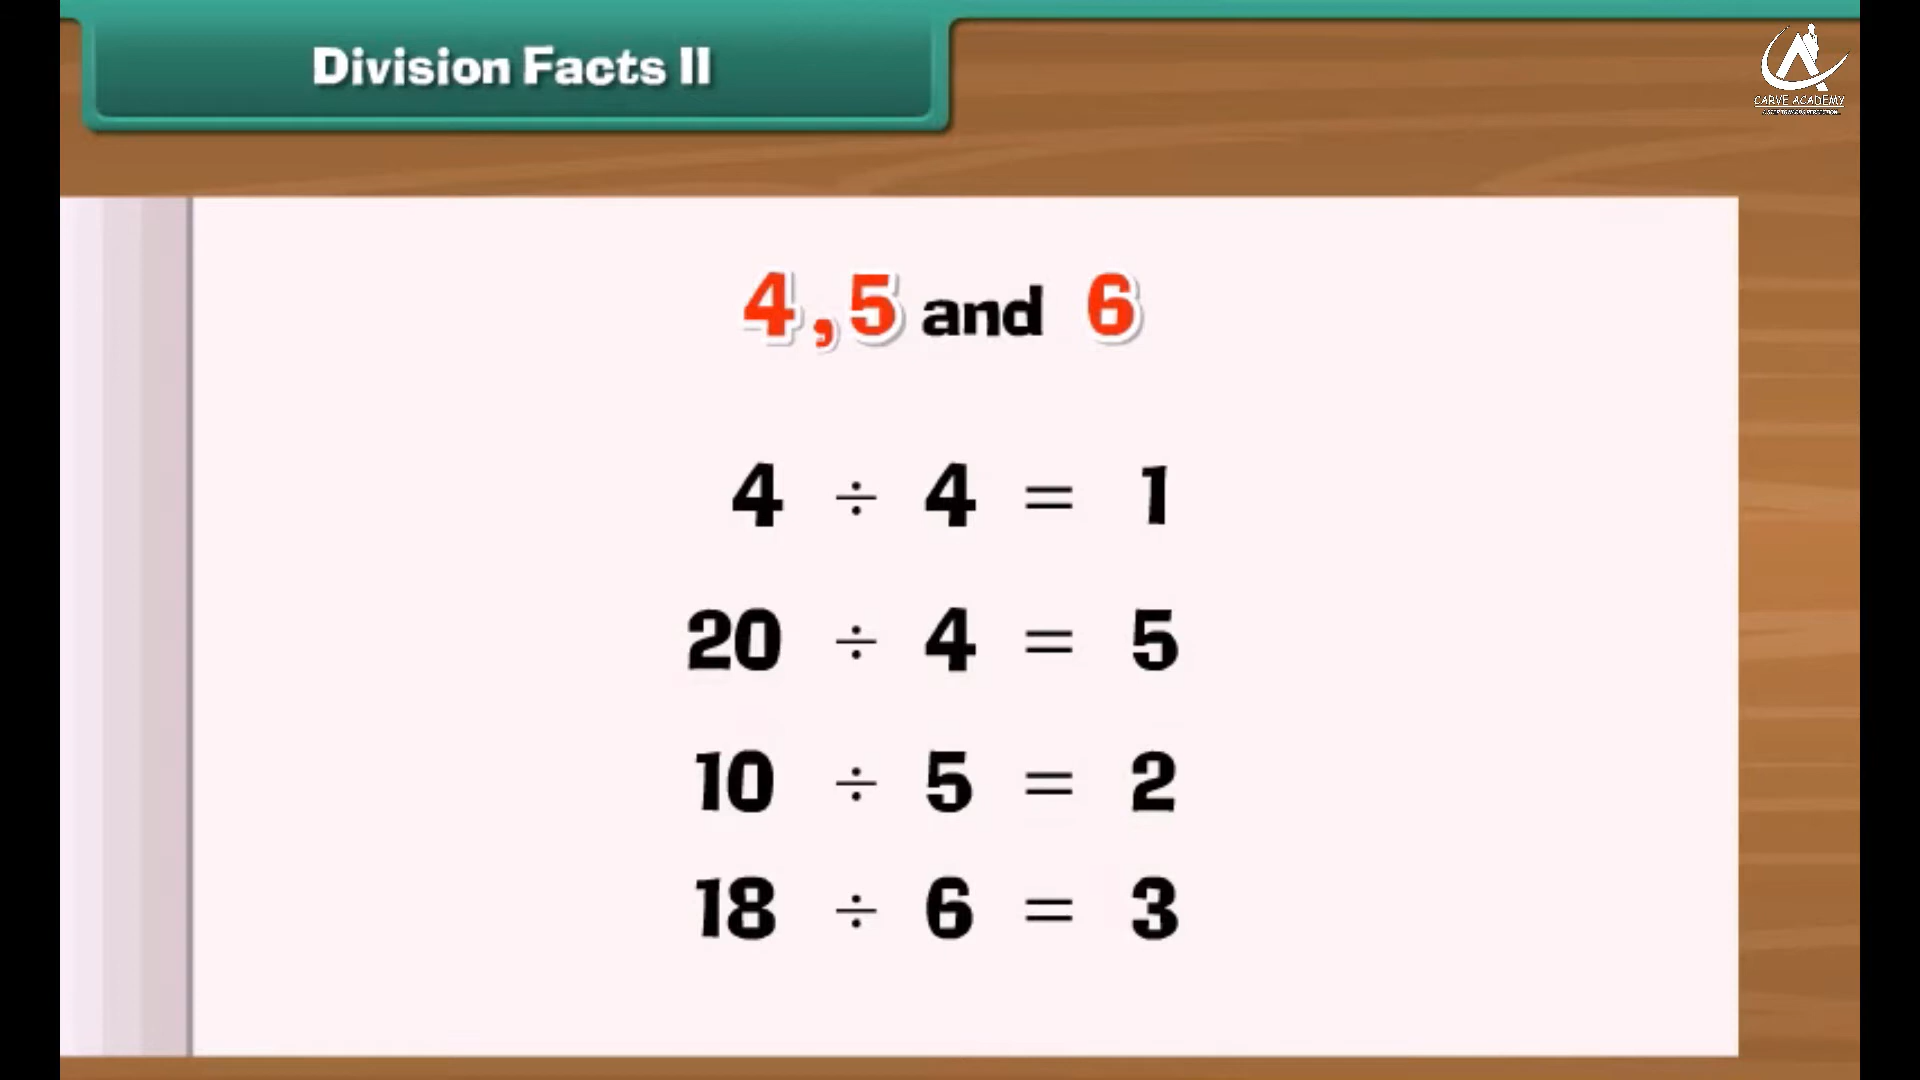 Division Facts II
CARVE ACADEMY
4,5 and 6
4 ÷ 4 = 1
20 ÷ 4 = 5
10 ÷ 5 = 2
18 ÷ 6 = 3